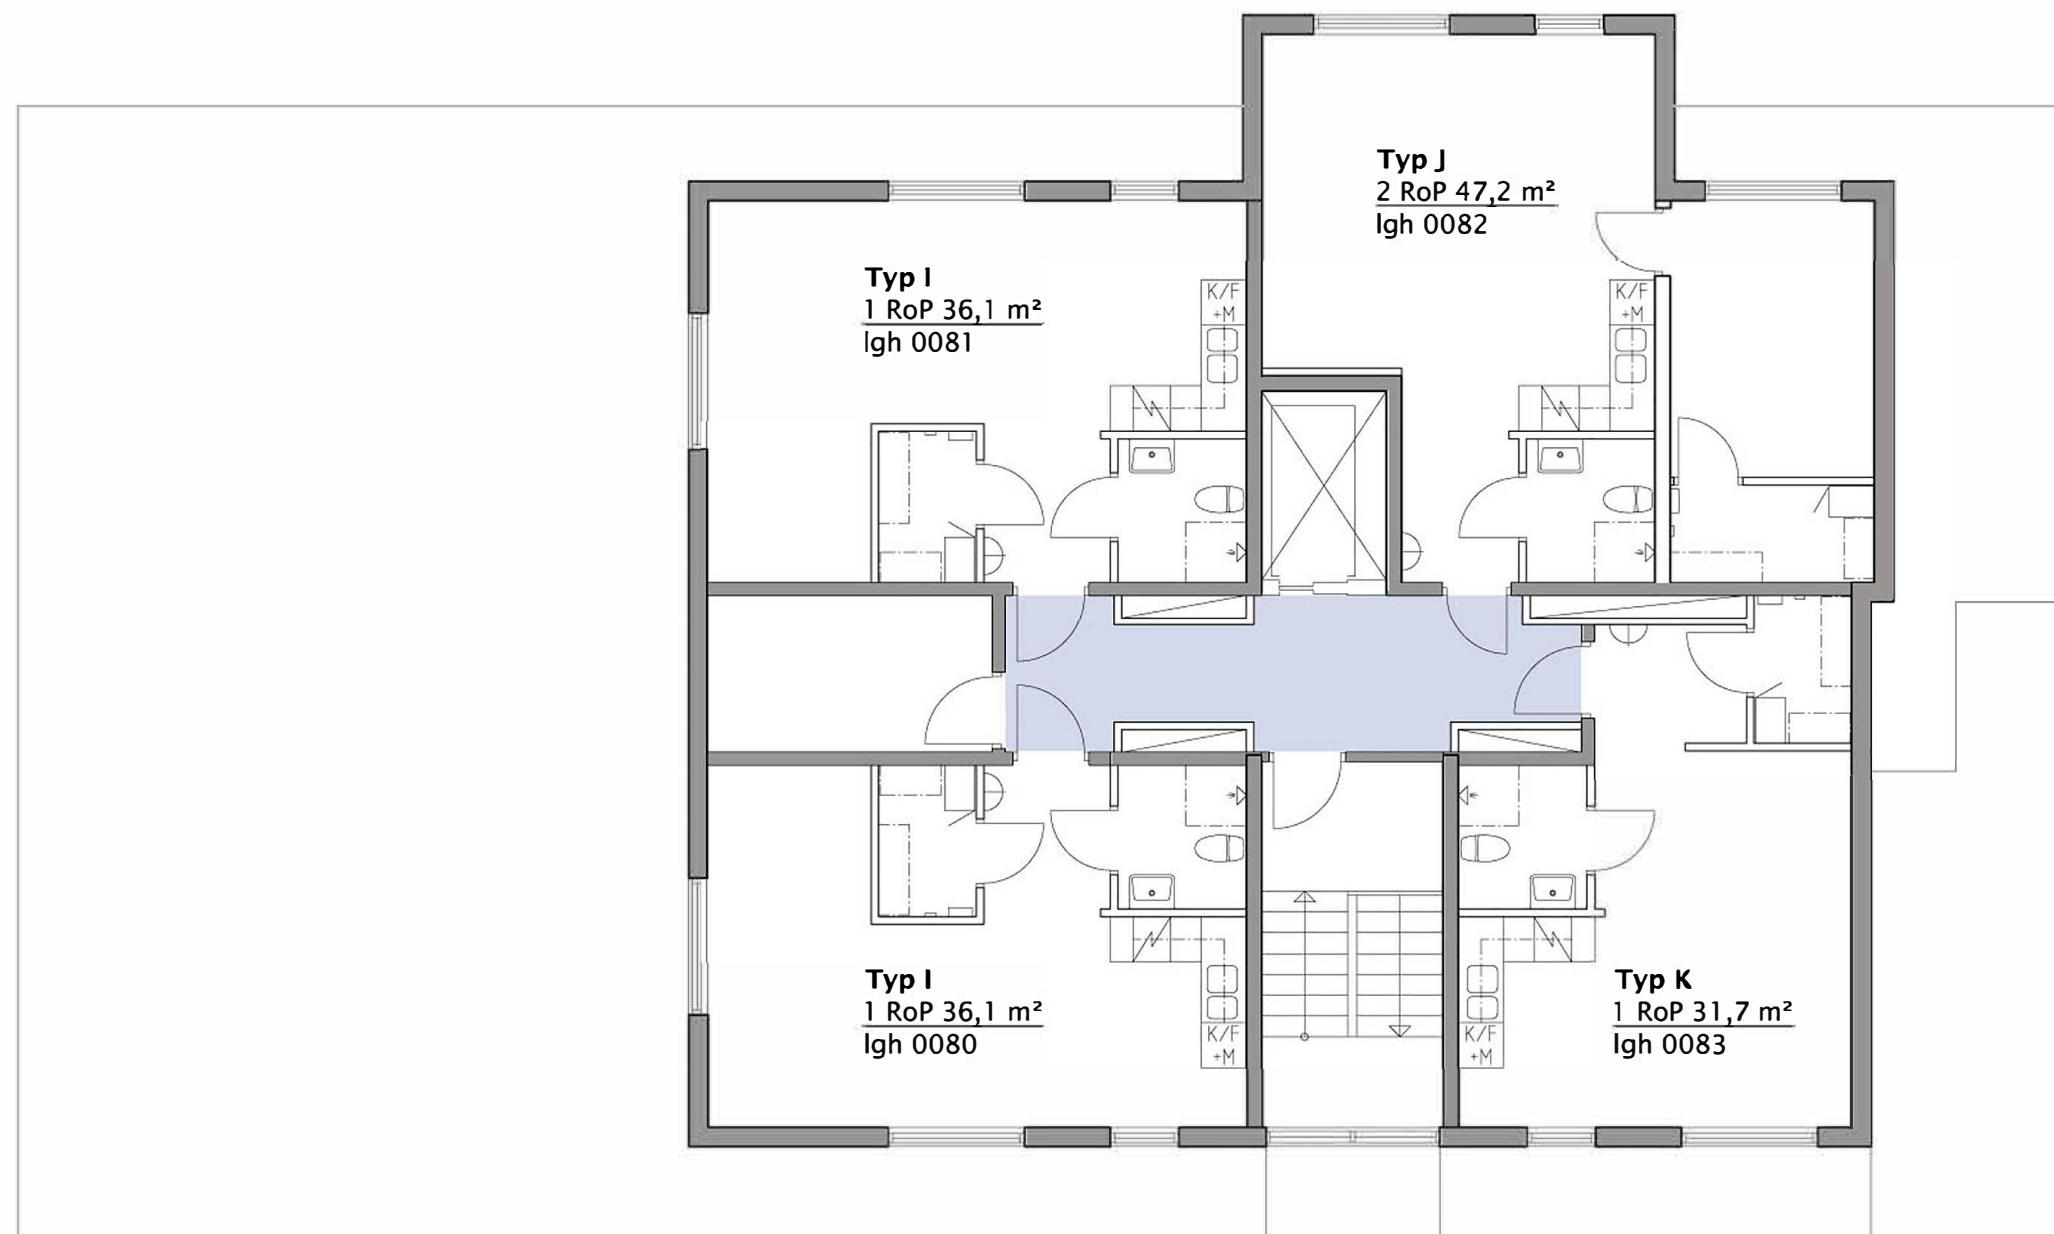 Typ J
2 RoP 47,2 m²
lgh 0082
Typ I
1 RoP 36,1 m²
lgh 0081
K/F
+M
K/F
+M
Typ I
1 RoP 36,1 m²
lgh 0080
K/F
+M
K/F
+M
Typ K
1 RoP 31,7 m²
lgh 0083